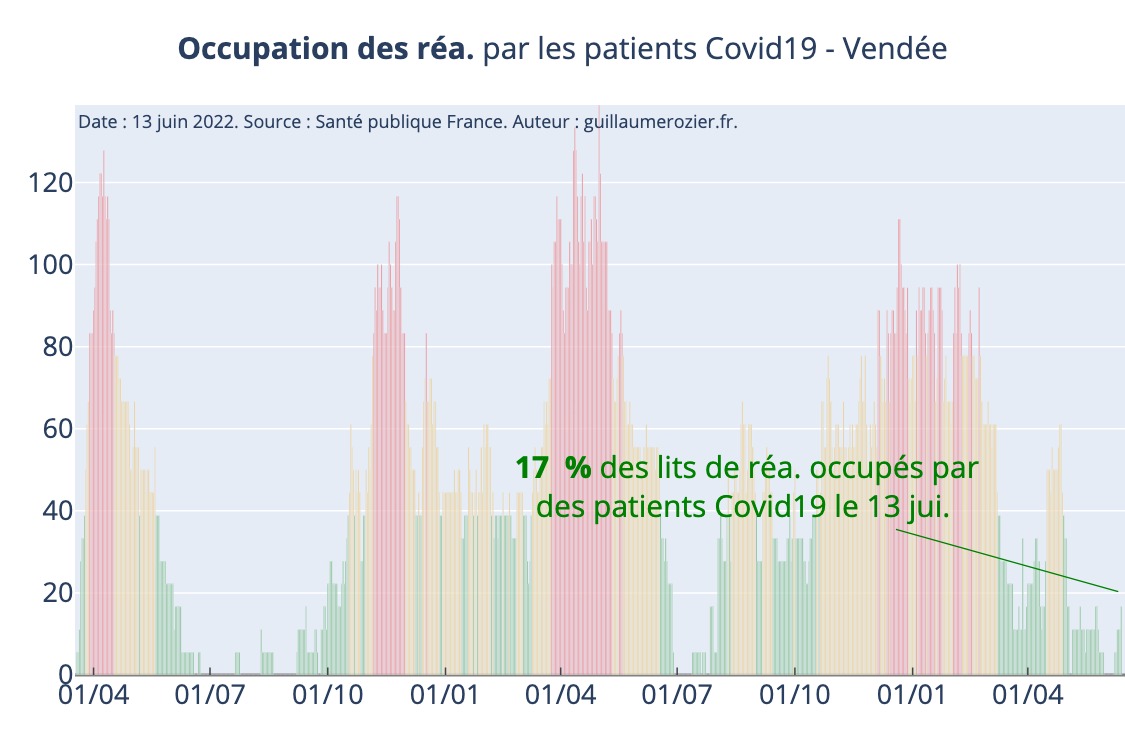 Occupation des réa. par les patients Covid19 - Vendée
Date : 13 juin 2022. Source : Santé publique France. Auteur : guillaumerozier.fr.
120
100
80
60
40
20
0
17 % des lits de réa. occupés par
des patients Covid19 le 13 jui.
01/04 01/07 01/10 01/01 01/04 01/07 01/10 01/01 01/04